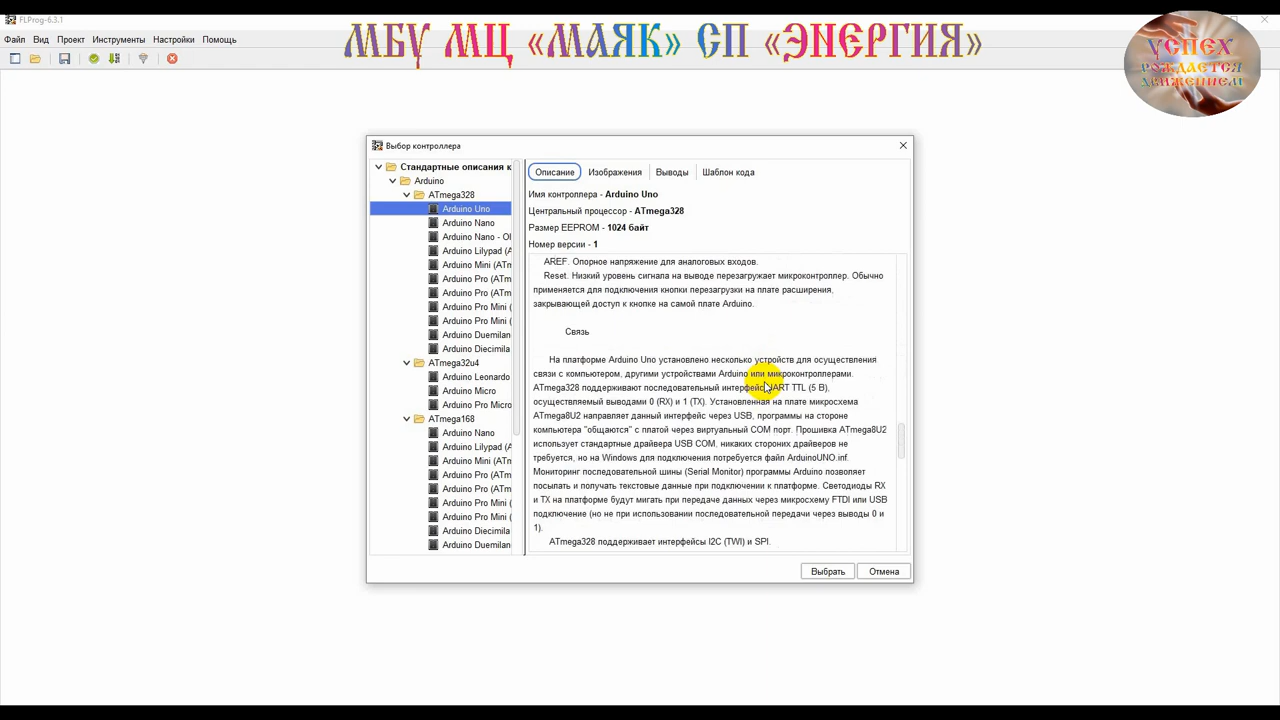 FLProg-6.3.1
МБУ МЦ «МАЯК» СП «ЭНЕРГИЯ»
УСПЕХ
РОЖДАЕТСЯ
ДВИЖЕНИЕМ
Файл Вид Проект Инструменты Настройки Помощь
Выбор контроллера
Стандартные описания к
Arduino
ATmega328
Arduino Uno
Arduino Nano
Arduino Nano - Ol
Arduino Lilypad (A
Arduino Mini (ATm
Arduino Pro (ATm
Arduino Pro (ATm
Arduino Pro Mini (
Arduino Pro Mini (
Arduino Duemilan
Arduino Diecimila
ATmega32u4
Arduino Leonardo
Arduino Micro
Arduino Pro Micro
ATmega168
Arduino Nano
Arduino Lilypad (A
Arduino Mini (ATm
Arduino Pro (ATm
Arduino Pro (ATm
Arduino Pro Mini (
Arduino Pro Mini (
Arduino Diecimila
Arduino Duemilan
Описание Изображения Выводы Шаблон кода
Имя контроллера - Arduino Uno
Центральный процессор - ATmega328
Размер EEPROM - 1024 байт
Номер версии - 1
AREF. Опорное напряжение для аналоговых входов.
Reset. Низкий уровень сигнала на выводе перезагружает микроконтроллер. Обычно
применяется для подключения кнопки перезагрузки на плате расширения,
закрывающей доступ к кнопке на самой плате Arduino.
Связь
На платформе Arduino Uno установлено несколько устройств для осуществления
связи с компьютером, другими устройствами Arduino или микроконтроллерами.
ATmega328 поддерживают последовательный интерфейс UART TTL (5 В),
осуществляемый выводами 0 (RX) и 1 (TX). Установленная на плате микросхема
ATmega8U2 направляет данный интерфейс через USB, программы на стороне
компьютера "общаются" с платой через виртуальный COM порт. Прошивка ATmega8U2
использует стандартные драйвера USB COM, никаких стороних драйверов не
требуется, но на Windows для подключения потребуется файл ArduinoUNO.inf.
Мониторинг последовательной шины (Serial Monitor) программы Arduino позволяет
посылать и получать текстовые данные при подключении к платформе. Светодиоды RX
и TX на платформе будут мигать при передаче данных через микросхему FTDI или USB
подключение (но не при использовании последовательной передачи через выводы 0 и
1).
ATmega328 поддерживает интерфейсы I2C (TWI) и SPI.
Выбрать Отмена